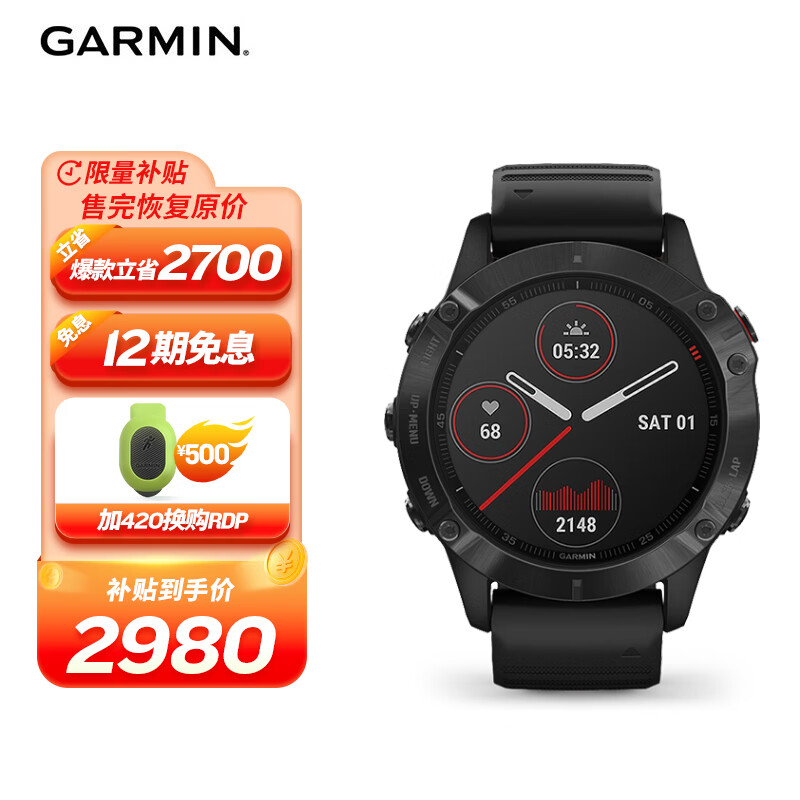 GARMIN.
限量补贴
售完恢复原价
立省
爆款立省2700
免息
12期免息
¥500
GARMIN
加420换购RDP
补贴到手价
2980
55
05
45
15
35
25
UP·MENU
DOWN
LAP
05:32
68
SAT 01
2148
GARMIN